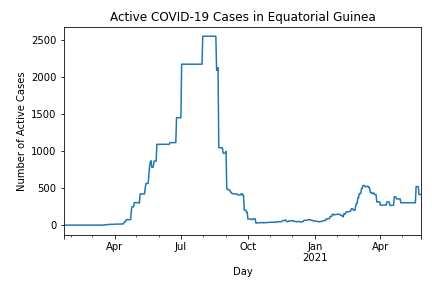 Active COVID-19 Cases in Equatorial Guinea
Number of Active Cases
2500
2000
1500
1000
500
0
Apr
Jul
Oct
Jan
2021
Apr
Day